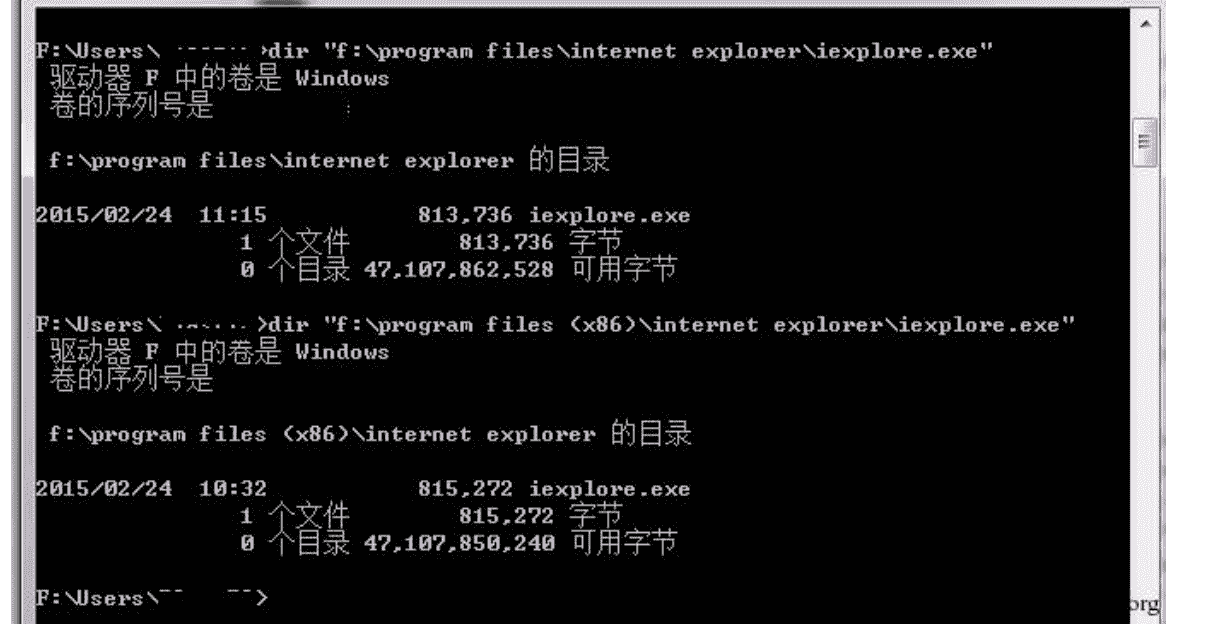 F:\Users\ >dir "f:\program files\internet explorer\iexplore.exe"
驱动器 F 中的卷是 Windows
卷的序列号是
f:\program files\internet explorer 的目录
2015/02/24 11:15 813,736 iexplore.exe
1 个文件 813,736 字节
0 个目录 47,107,862,528 可用字节
F:\Users\ >dir "f:\program files (x86)\internet explorer\iexplore.exe"
驱动器 F 中的卷是 Windows
卷的序列号是
f:\program files (x86)\internet explorer 的目录
2015/02/24 10:32 815,272 iexplore.exe
1 个文件 815,272 字节
0 个目录 47,107,850,240 可用字节
F:\Users\ >
org